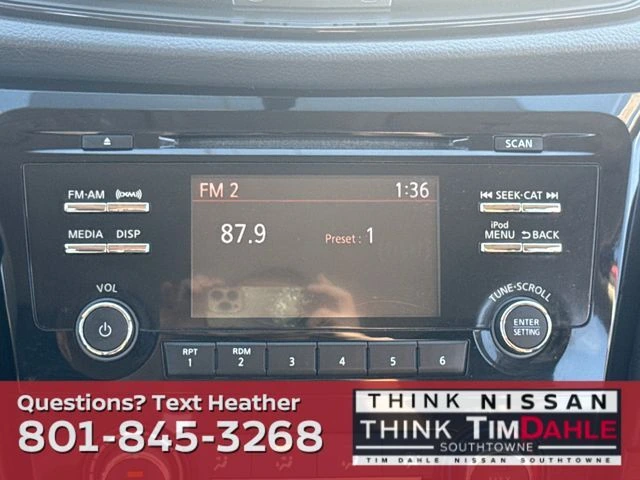 SCAN
FM 2 1:36
FM·AM ((XM)) SEEK·CAT
87.9 Preset : 1
MEDIA DISP iPod MENU BACK
VOL TUNE·SCROLL
ENTER
SETTING
RPT RDM
1 2 3 4 5 6
Questions? Text Heather
801-845-3268
THINK NISSAN
THINK TIMDAHLE
SOUTHTOWNE
TIM DAHLE NISSAN SOUTHTOWNE